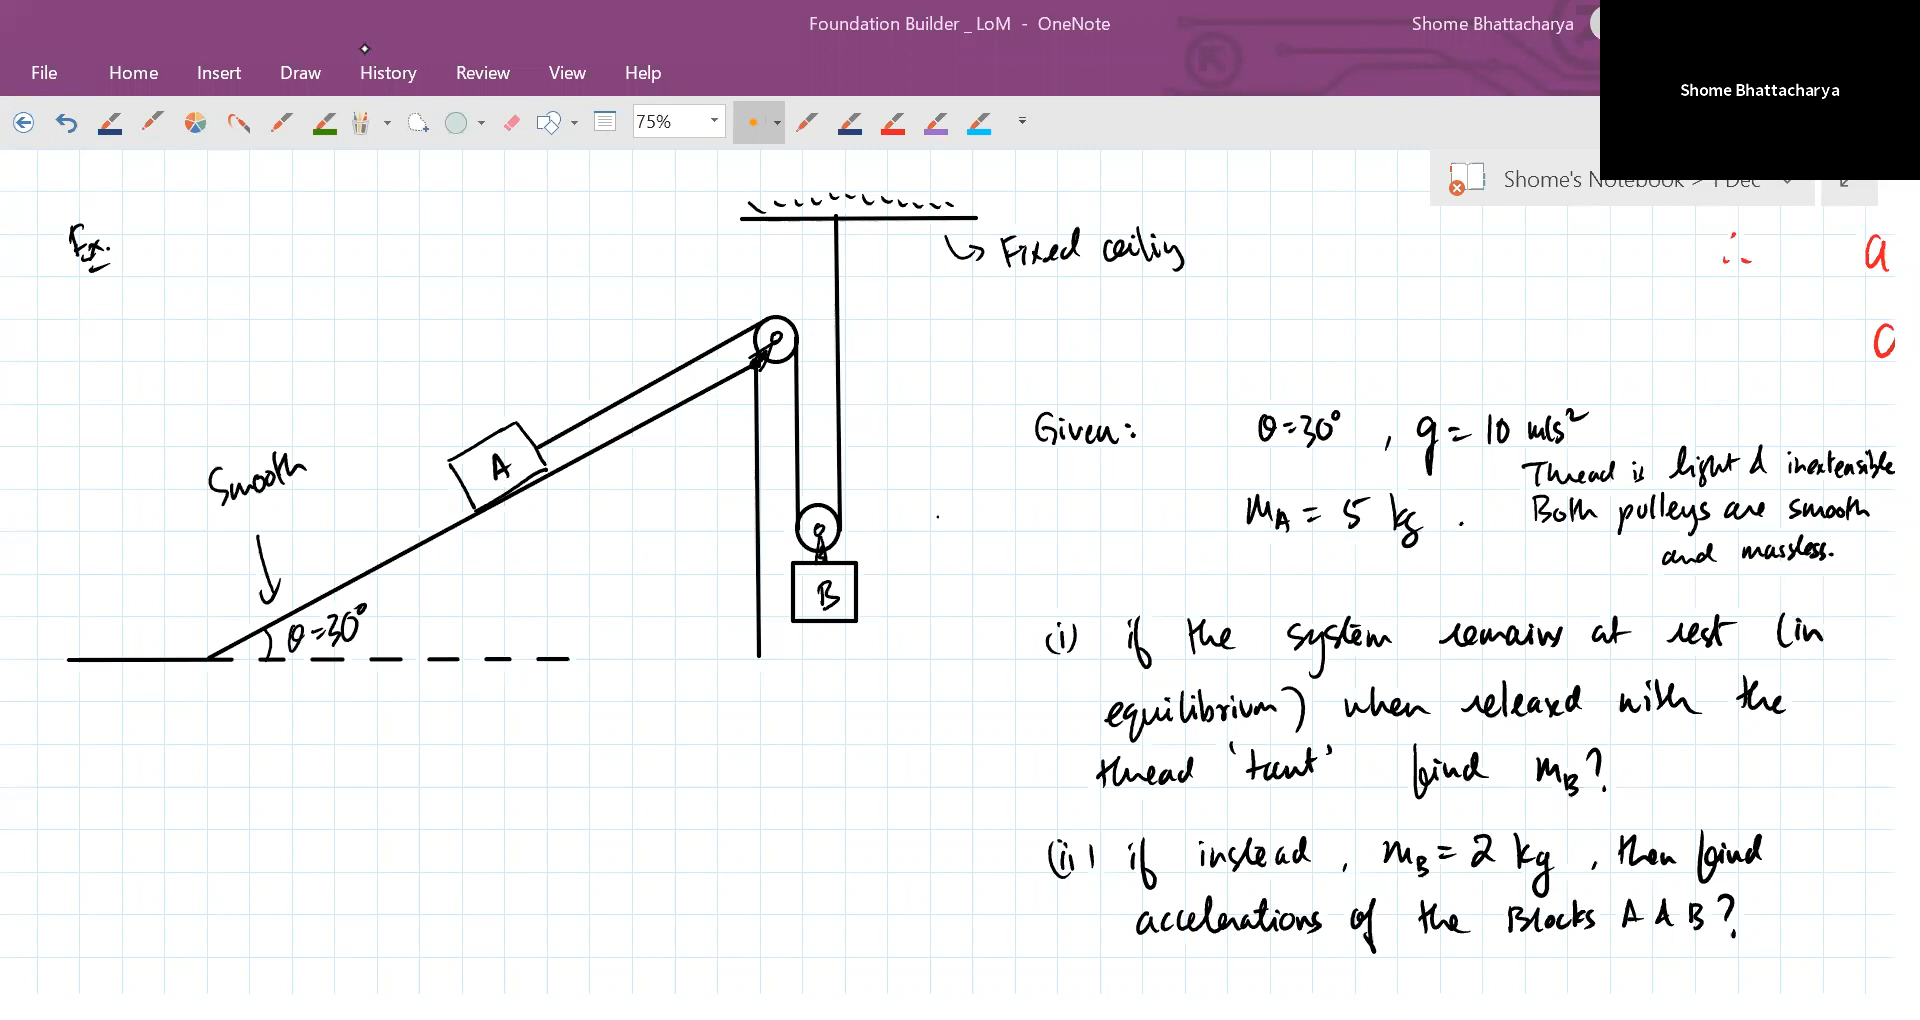 Foundation Builder _ LoM - OneNote
Shome Bhattacharya
Shome Bhattacharya
File Home Insert Draw History Review View Help
75%
Shome's Notebook > 1 Dec
Ex.
Fixed ceiling
∴ a
Given: θ=30° , g = 10 m/s²
Thread is light & inextensible
mA = 5 kg . Both pulleys are smooth
and massless.
A
Smooth
B
θ=30°
(i) if the system remains at rest (in
equilibrium) when released with the
thread 'taut' find mB?
(ii) if instead , mB = 2 kg , then find
accelerations of the Blocks A & B?